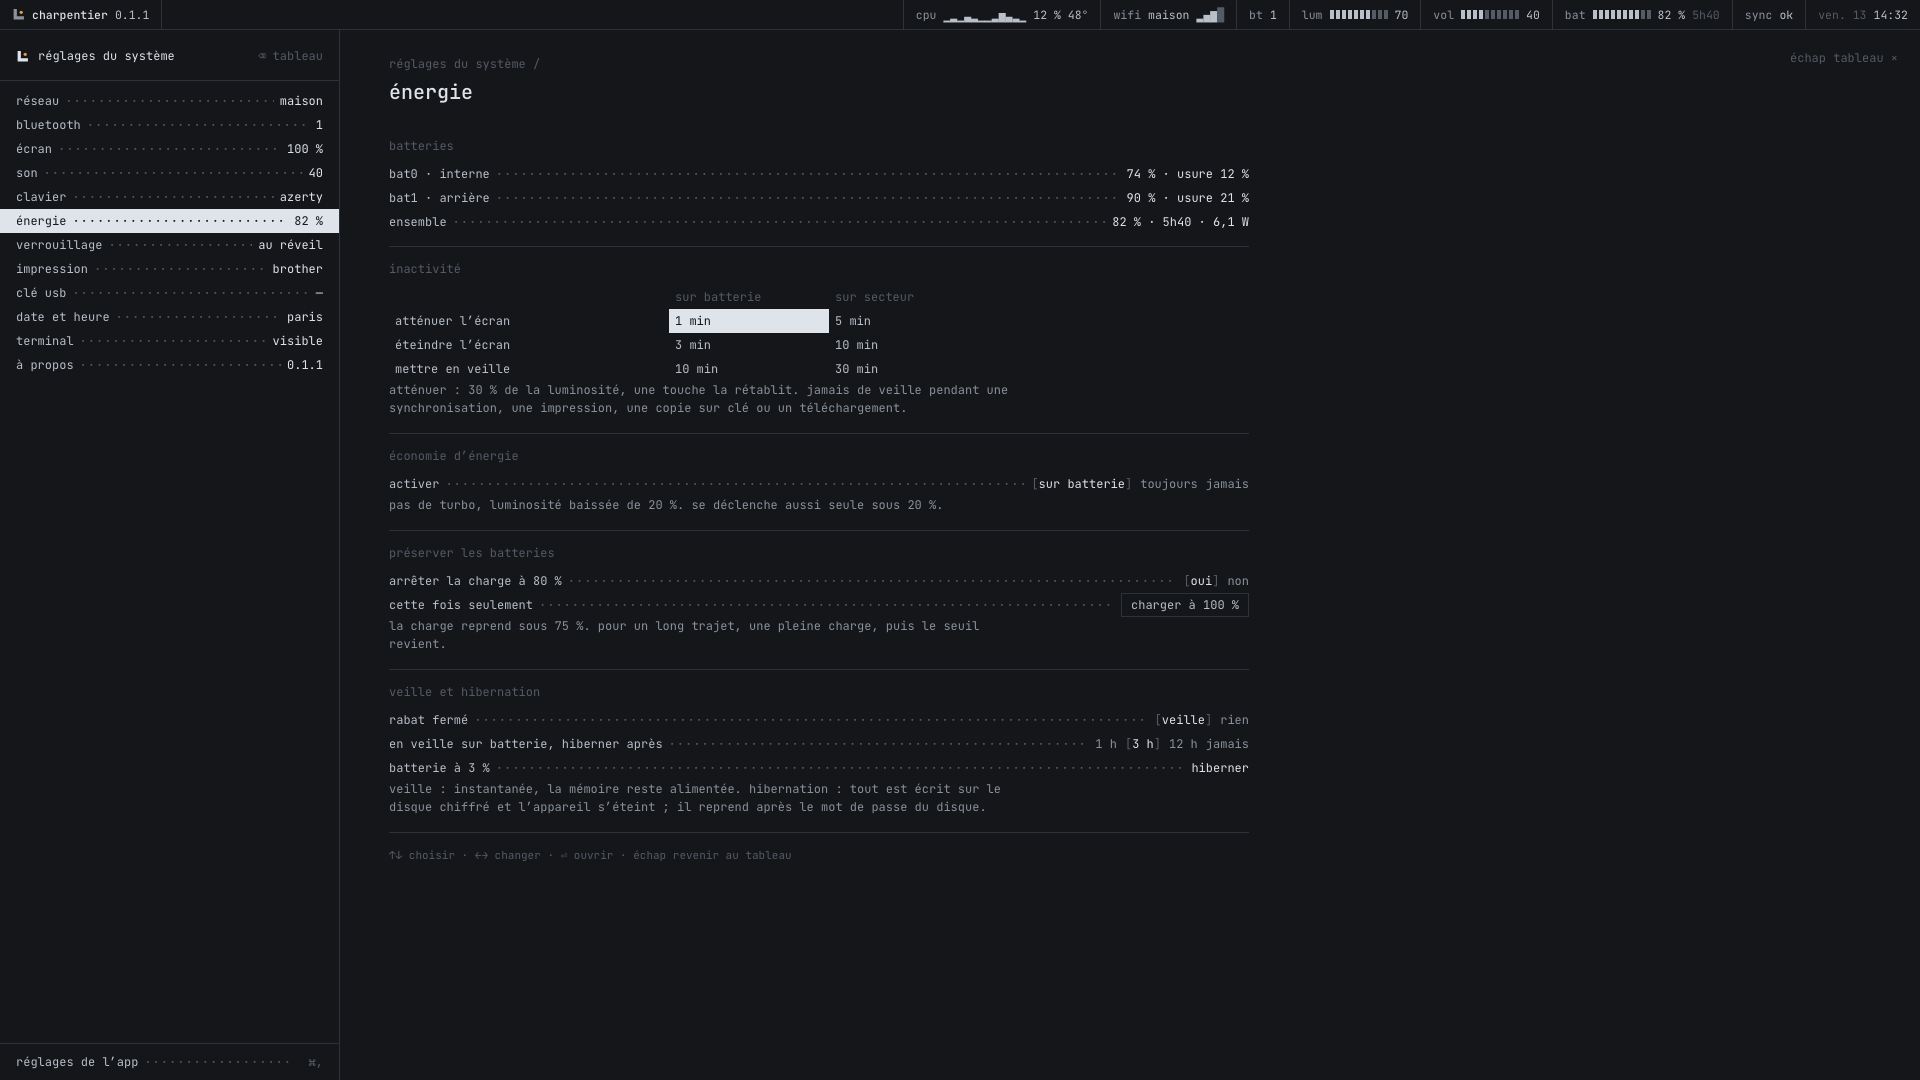 charpentier 0.1.1
cpu 12 % 48° wifi maison bt 1 lum 70 vol 40 bat 82 % 5h40 sync ok ven. 13 14:32
réglages du système ⌫ tableau
réseau maison
bluetooth 1
écran 100 %
son 40
clavier azerty
énergie 82 %
verrouillage au réveil
impression brother
clé usb —
date et heure paris
terminal visible
à propos 0.1.1
réglages de l’app ⌘,
réglages du système /
échap tableau ×
énergie
batteries
bat0 · interne 74 % · usure 12 %
bat1 · arrière 90 % · usure 21 %
ensemble 82 % · 5h40 · 6,1 W
inactivité
sur batterie sur secteur
atténuer l’écran 1 min 5 min
éteindre l’écran 3 min 10 min
mettre en veille 10 min 30 min
atténuer : 30 % de la luminosité, une touche la rétablit. jamais de veille pendant une
synchronisation, une impression, une copie sur clé ou un téléchargement.
économie d’énergie
activer [sur batterie] toujours jamais
pas de turbo, luminosité baissée de 20 %. se déclenche aussi seule sous 20 %.
préserver les batteries
arrêter la charge à 80 % [oui] non
cette fois seulement charger à 100 %
la charge reprend sous 75 %. pour un long trajet, une pleine charge, puis le seuil
revient.
veille et hibernation
rabat fermé [veille] rien
en veille sur batterie, hiberner après 1 h [3 h] 12 h jamais
batterie à 3 % hiberner
veille : instantanée, la mémoire reste alimentée. hibernation : tout est écrit sur le
disque chiffré et l’appareil s’éteint ; il reprend après le mot de passe du disque.
↑↓ choisir · ←→ changer · ⏎ ouvrir · échap revenir au tableau